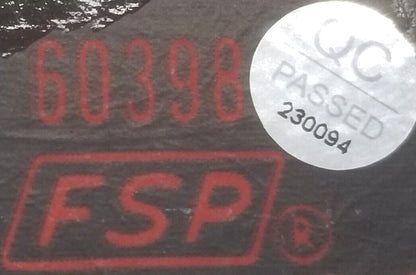 60398
QC
PASSED
230094
FSP
®